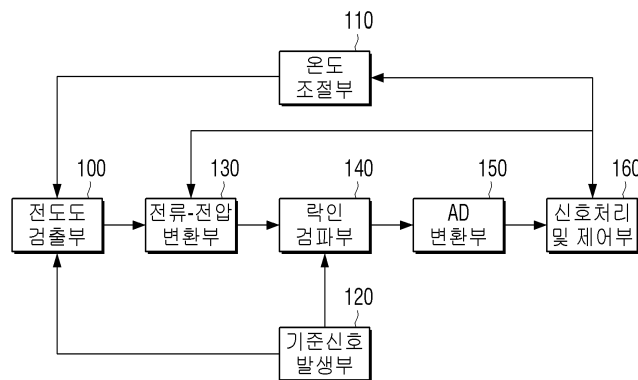 110
온도
조절부
100
130
140
150
160
전도도
검출부
전류-전압
변환부
락인
검파부
AD
변환부
신호처리
및 제어부
120
기준신호
발생부